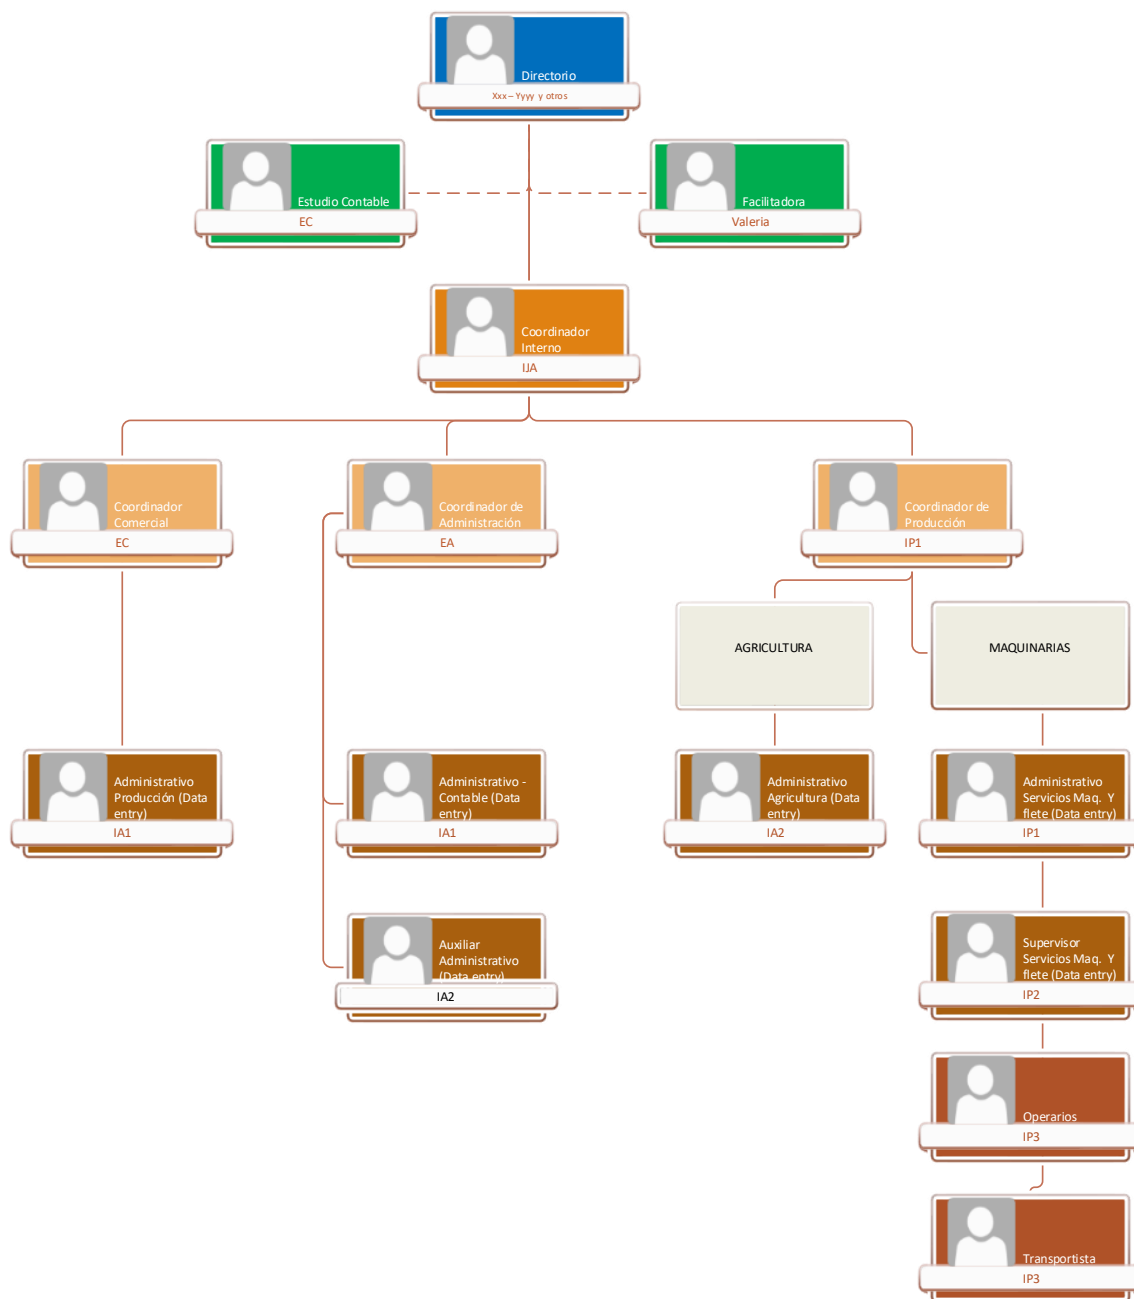 Directorio
Xxx – Yyyy y otros
Estudio Contable
EC
Facilitadora
Valeria
Coordinador
Interno
IJA
Coordinador
Comercial
EC
Coordinador de
Administración
EA
Coordinador de
Producción
IP1
AGRICULTURA
MAQUINARIAS
Administrativo
Producción (Data
entry)
IA1
Administrativo -
Contable (Data
entry)
IA1
Administrativo
Agricultura (Data
entry)
IA2
Administrativo
Servicios Maq. Y
flete (Data entry)
IP1
Auxiliar
Administrativo
(Data entry)
IA2
Supervisor
Servicios Maq. Y
flete (Data entry)
IP2
Operarios
IP3
Transportista
IP3